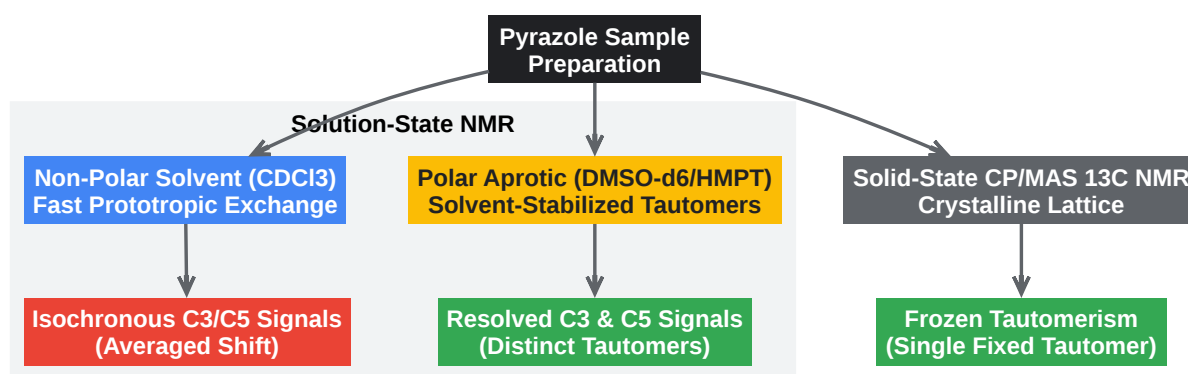 Pyrazole Sample
Preparation
Solution-State NMR
Non-Polar Solvent (CDCl3)
Fast Prototropic Exchange
Polar Aprotic (DMSO-d6/HMPT)
Solvent-Stabilized Tautomers
Solid-State CP/MAS 13C NMR
Crystalline Lattice
Isochronous C3/C5 Signals
(Averaged Shift)
Resolved C3 & C5 Signals
(Distinct Tautomers)
Frozen Tautomerism
(Single Fixed Tautomer)